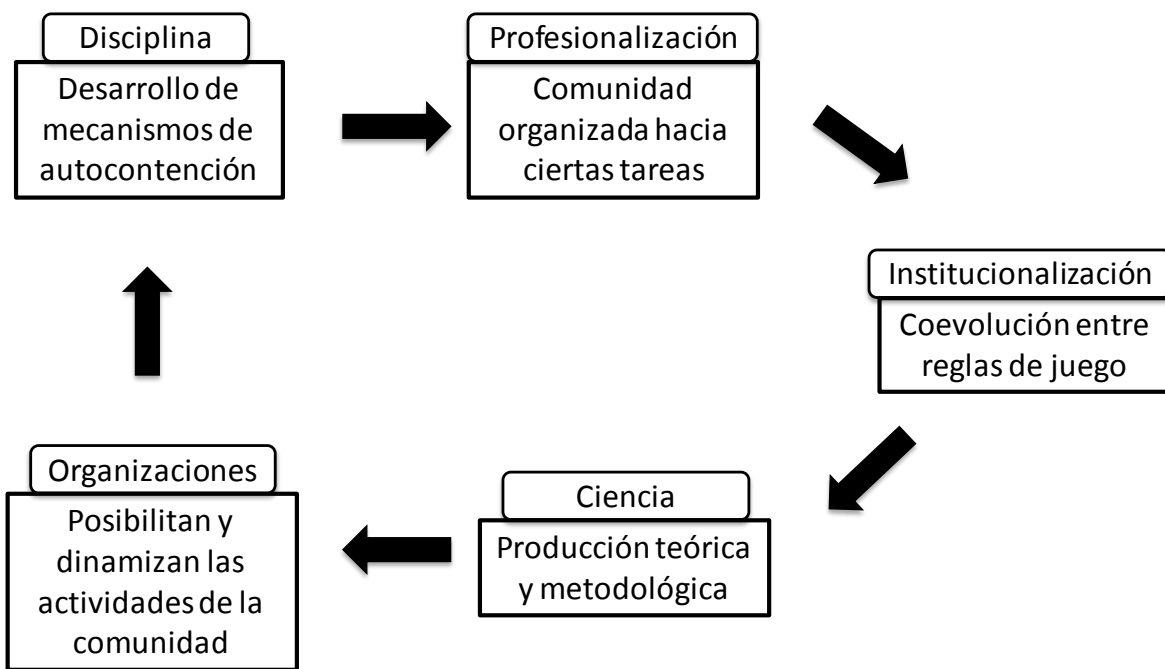 Disciplina
Desarrollo de
mecanismos de
autocontención
Profesionalización
Comunidad
organizada hacia
ciertas tareas
Institucionalización
Coevolución entre
reglas de juego
Ciencia
Producción teórica
y metodológica
Organizaciones
Posibilitan y
dinamizan las
actividades de la
comunidad